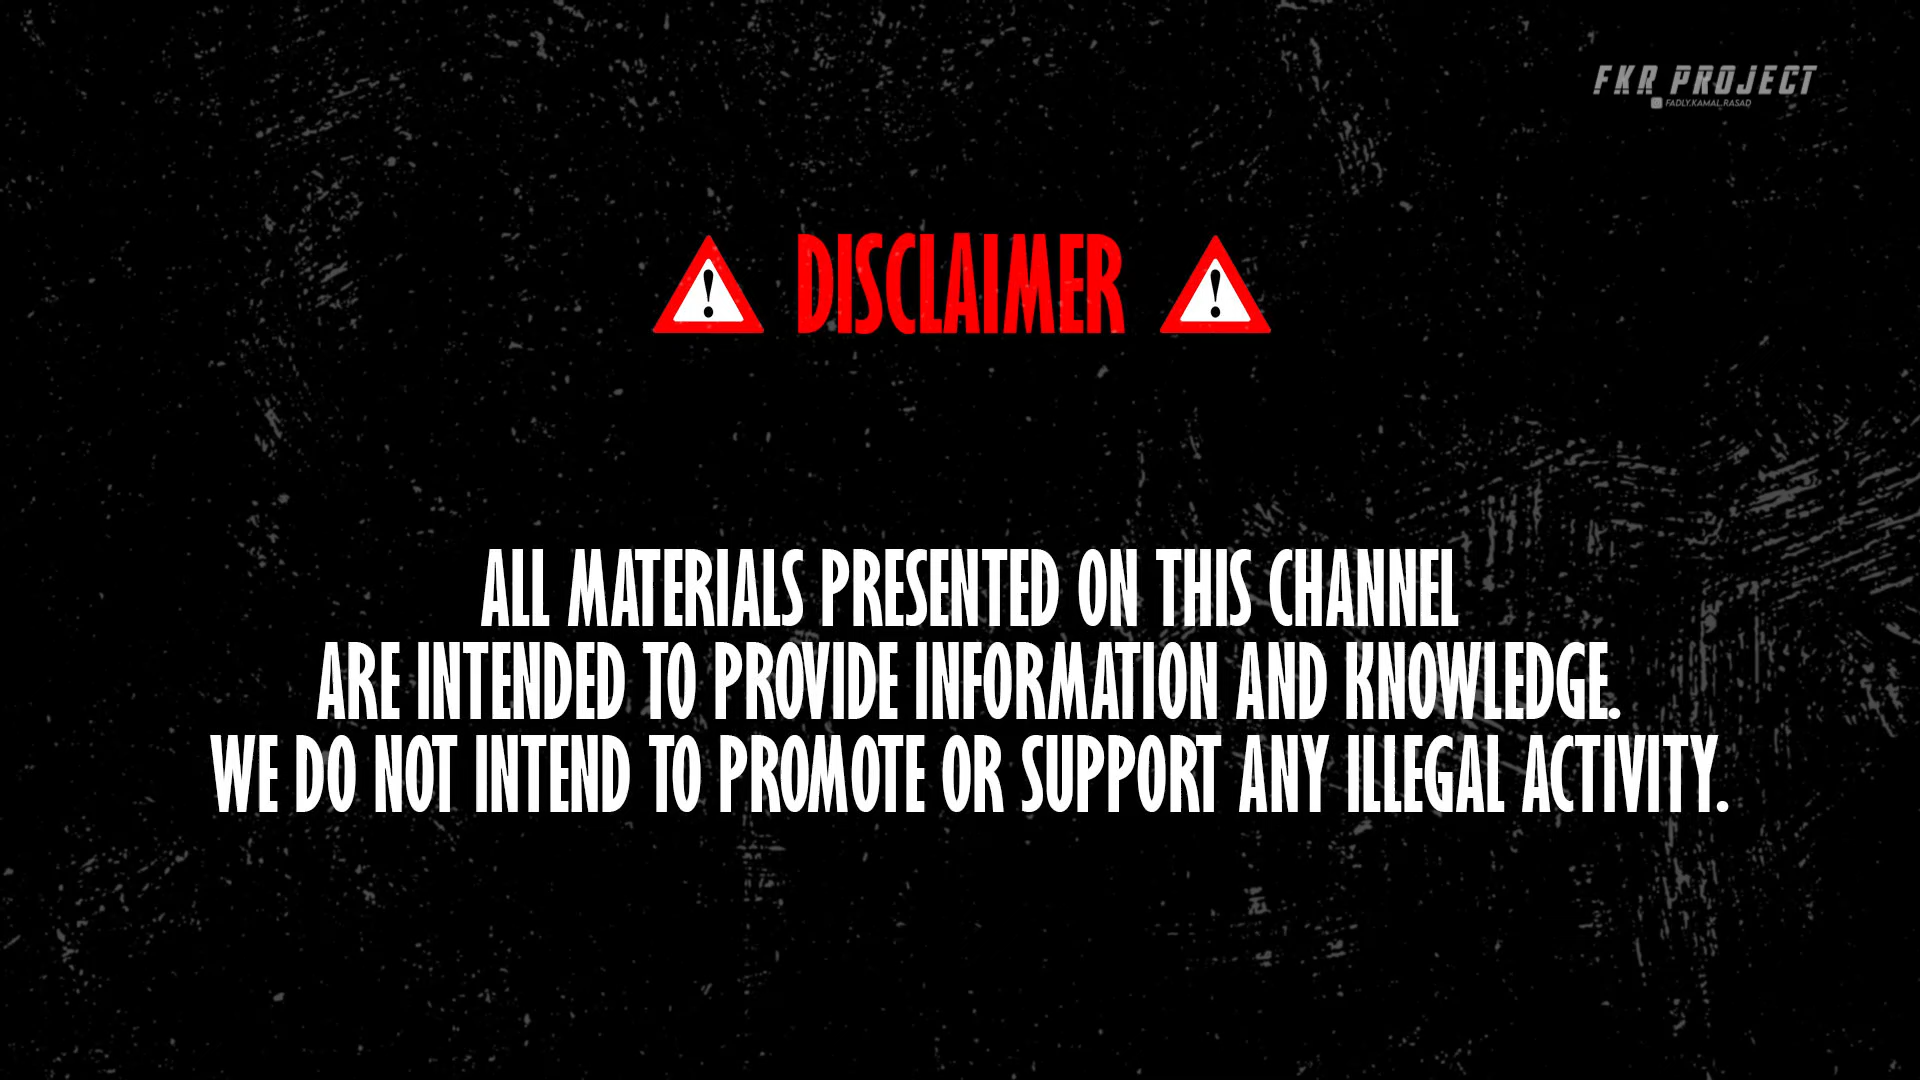 FKR PROJECT
FADLY.KAMAL.RASAD
DISCLAIMER
ALL MATERIALS PRESENTED ON THIS CHANNEL
ARE INTENDED TO PROVIDE INFORMATION AND KNOWLEDGE.
WE DO NOT INTEND TO PROMOTE OR SUPPORT ANY ILLEGAL ACTIVITY.